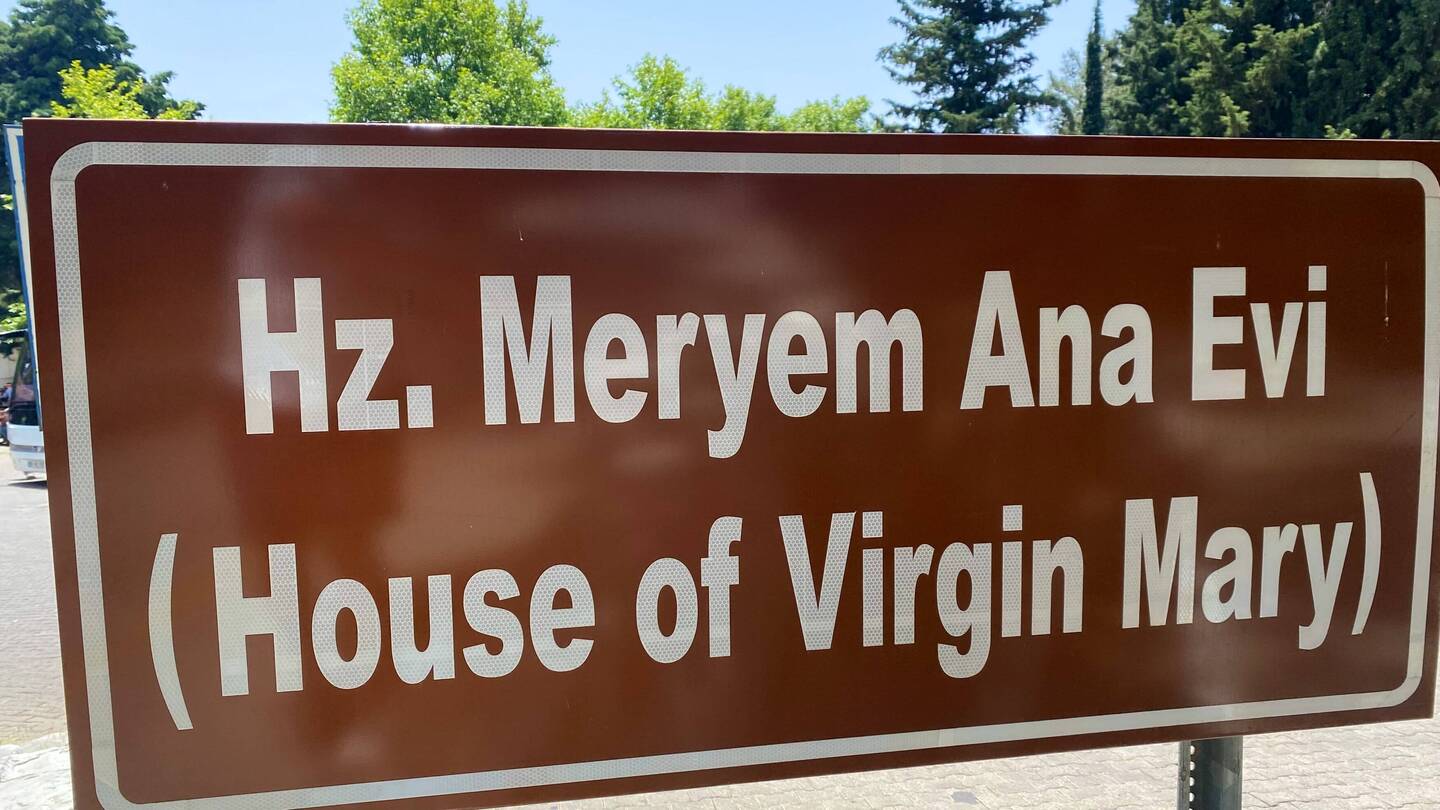 Hz. Meryem Ana Evi
(House of Virgin Mary)